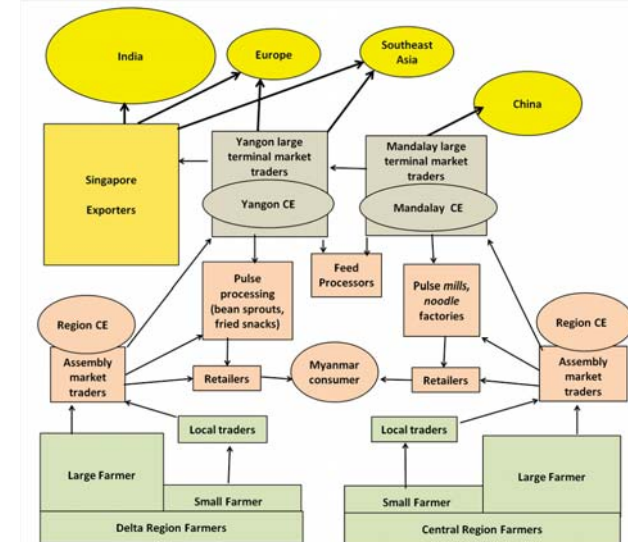 India
Europe
Southeast
Asia
China
Singapore
Exporters
Yangon large
terminal market
traders
Yangon CE
Mandalay large
terminal market
traders
Mandalay CE
Pulse
processing
(bean sprouts,
fried snacks)
Feed
Processors
Pulse mills,
noodle
factories
Region CE
Assembly
market
traders
Retailers
Myanmar
consumer
Retailers
Region CE
Assembly
market
traders
Local traders
Local traders
Large Farmer
Small Farmer
Delta Region Farmers
Small Farmer
Large Farmer
Central Region Farmers